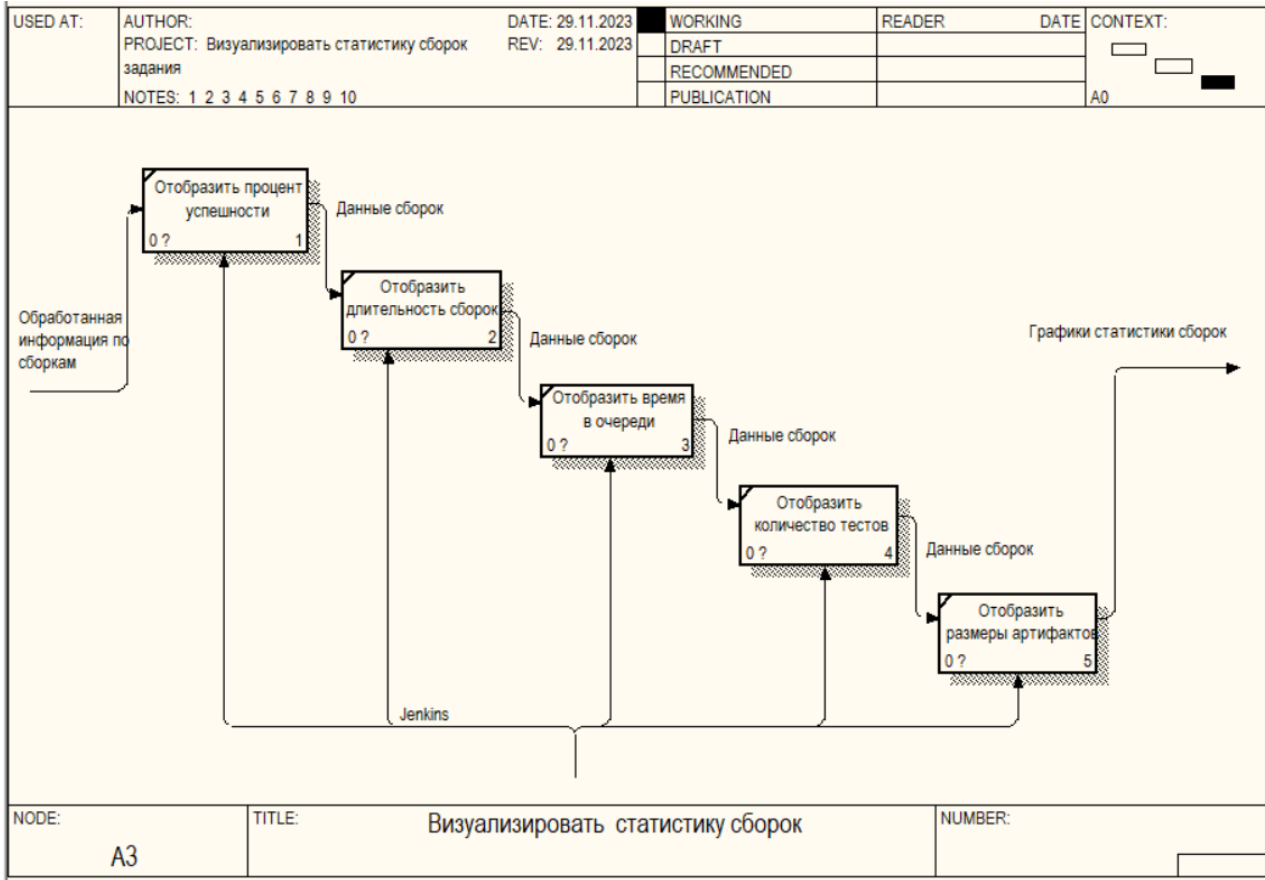 USED AT:
AUTHOR:
DATE: 29.11.2023
PROJECT: Визуализировать статистику сборок
задания
REV: 29.11.2023
NOTES: 1 2 3 4 5 6 7 8 9 10
WORKING
DRAFT
RECOMMENDED
PUBLICATION
READER
DATE
CONTEXT:
A0
Отобразить процент
успешности
0 ?
1
Данные сборок
Отобразить
длительность сборок
0 ?
2
Обработанная
информация по
сборкам
Данные сборок
Графики статистики сборок
Отобразить время
в очереди
0 ?
3
Данные сборок
Отобразить
количество тестов
0 ?
4
Данные сборок
Отобразить
размеры артифактов
0 ?
5
Jenkins
NODE:
A3
TITLE:
Визуализировать статистику сборок
NUMBER: